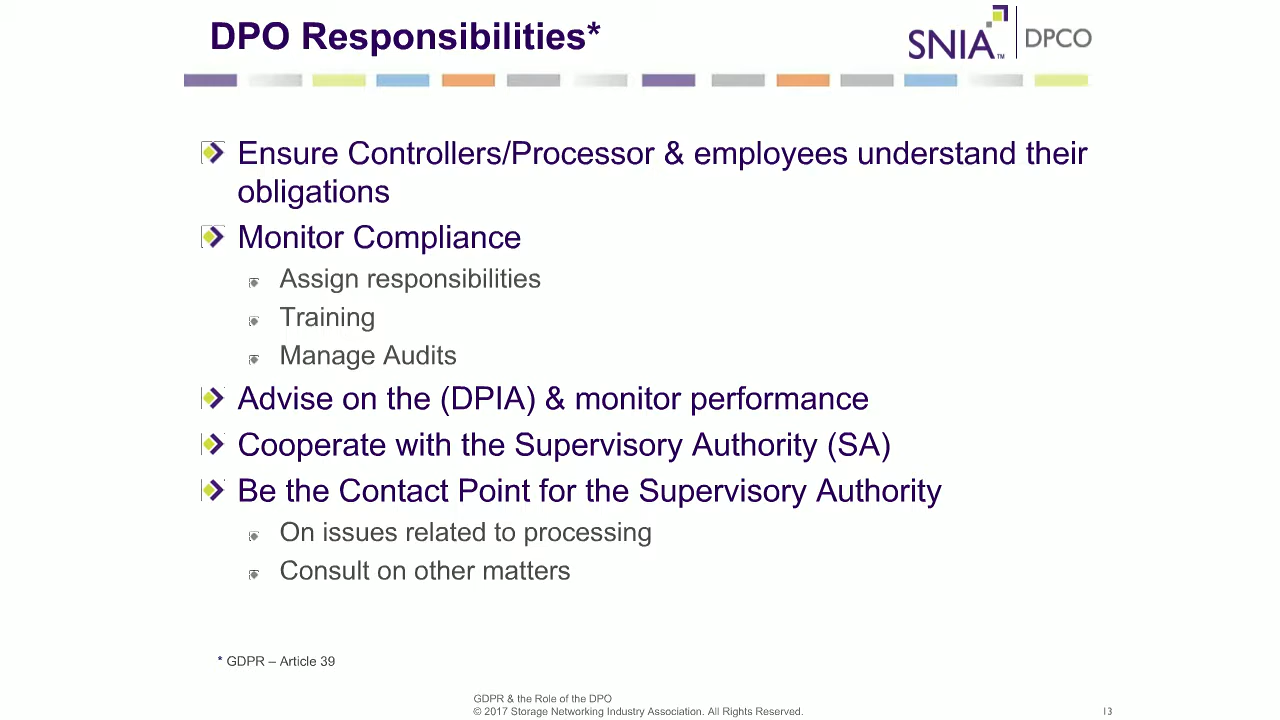 DPO Responsibilities*
SNIA™ DPCO
Ensure Controllers/Processor & employees understand their
obligations
Monitor Compliance
Assign responsibilities
Training
Manage Audits
Advise on the (DPIA) & monitor performance
Cooperate with the Supervisory Authority (SA)
Be the Contact Point for the Supervisory Authority
On issues related to processing
Consult on other matters
* GDPR – Article 39
GDPR & the Role of the DPO
© 2017 Storage Networking Industry Association. All Rights Reserved.
13